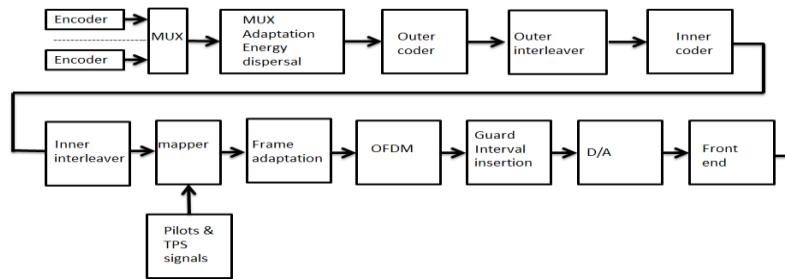 Encoder
Encoder
MUX
MUX
Adaptation
Energy
dispersal
Outer
coder
Outer
interleaver
Inner
coder
Inner
interleaver
mapper
Frame
adaptation
OFDM
Guard
Interval
insertion
D/A
Front
end
Pilots &
TPS
signals